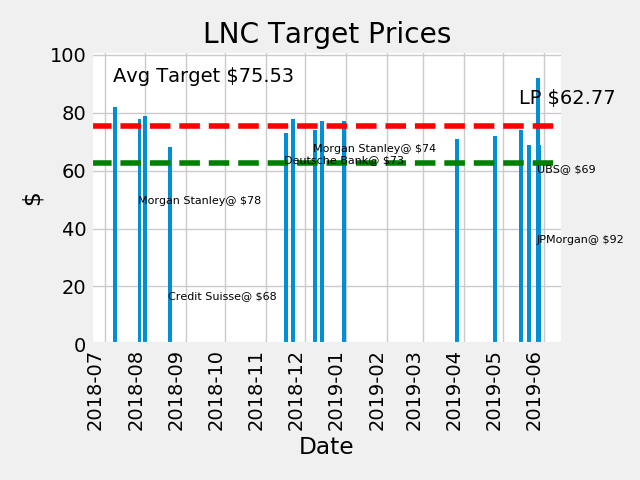 LNC Target Prices
100
Avg Target $75.53
LP $62.77
80
Morgan Stanley@ $74
Deutsche Bank@ $73
UBS@ $69
60
Morgan Stanley@ $78
$
40
JPMorgan@ $92
20
Credit Suisse@ $68
0
2018-07
2018-08
2018-09
2018-10
2018-11
2018-12
2019-01
2019-02
2019-03
2019-04
2019-05
2019-06
Date